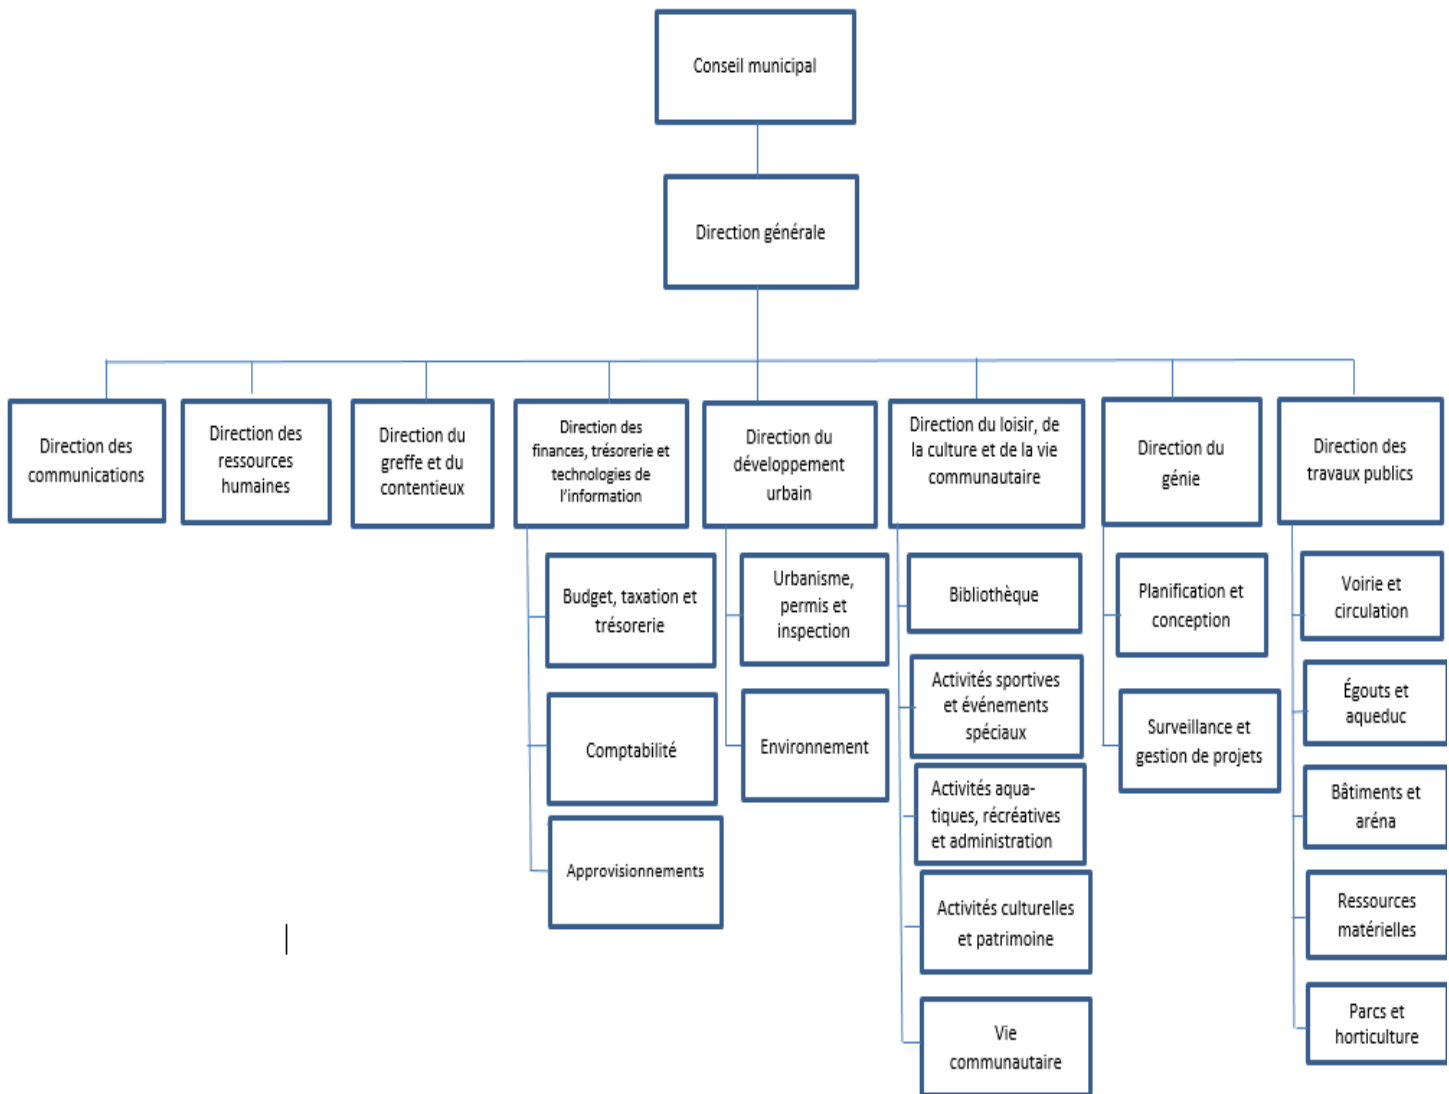 Conseil municipal
Direction générale
Direction des
communications
Direction des
ressources
humaines
Direction du
greffe et du
contentieux
Direction des
finances, trésorerie et
technologies de
l'information
Direction du
développement
urbain
Direction du loisir, de
la culture et de la vie
communautaire
Direction du
génie
Direction des
travaux publics
Budget, taxation et
trésorerie
Comptabilité
Approvisionnements
Urbanisme,
permis et
inspection
Environnement
Bibliothèque
Activités sportives
et événements
spéciaux
Activités aqua-
tiques, récréatives
et administration
Activités culturelles
et patrimoine
Vie
communautaire
Planification et
conception
Surveillance et
gestion de projets
Voirie et
circulation
Égouts et
aqueduc
Bâtiments et
aréna
Ressources
matérielles
Parcs et
horticulture